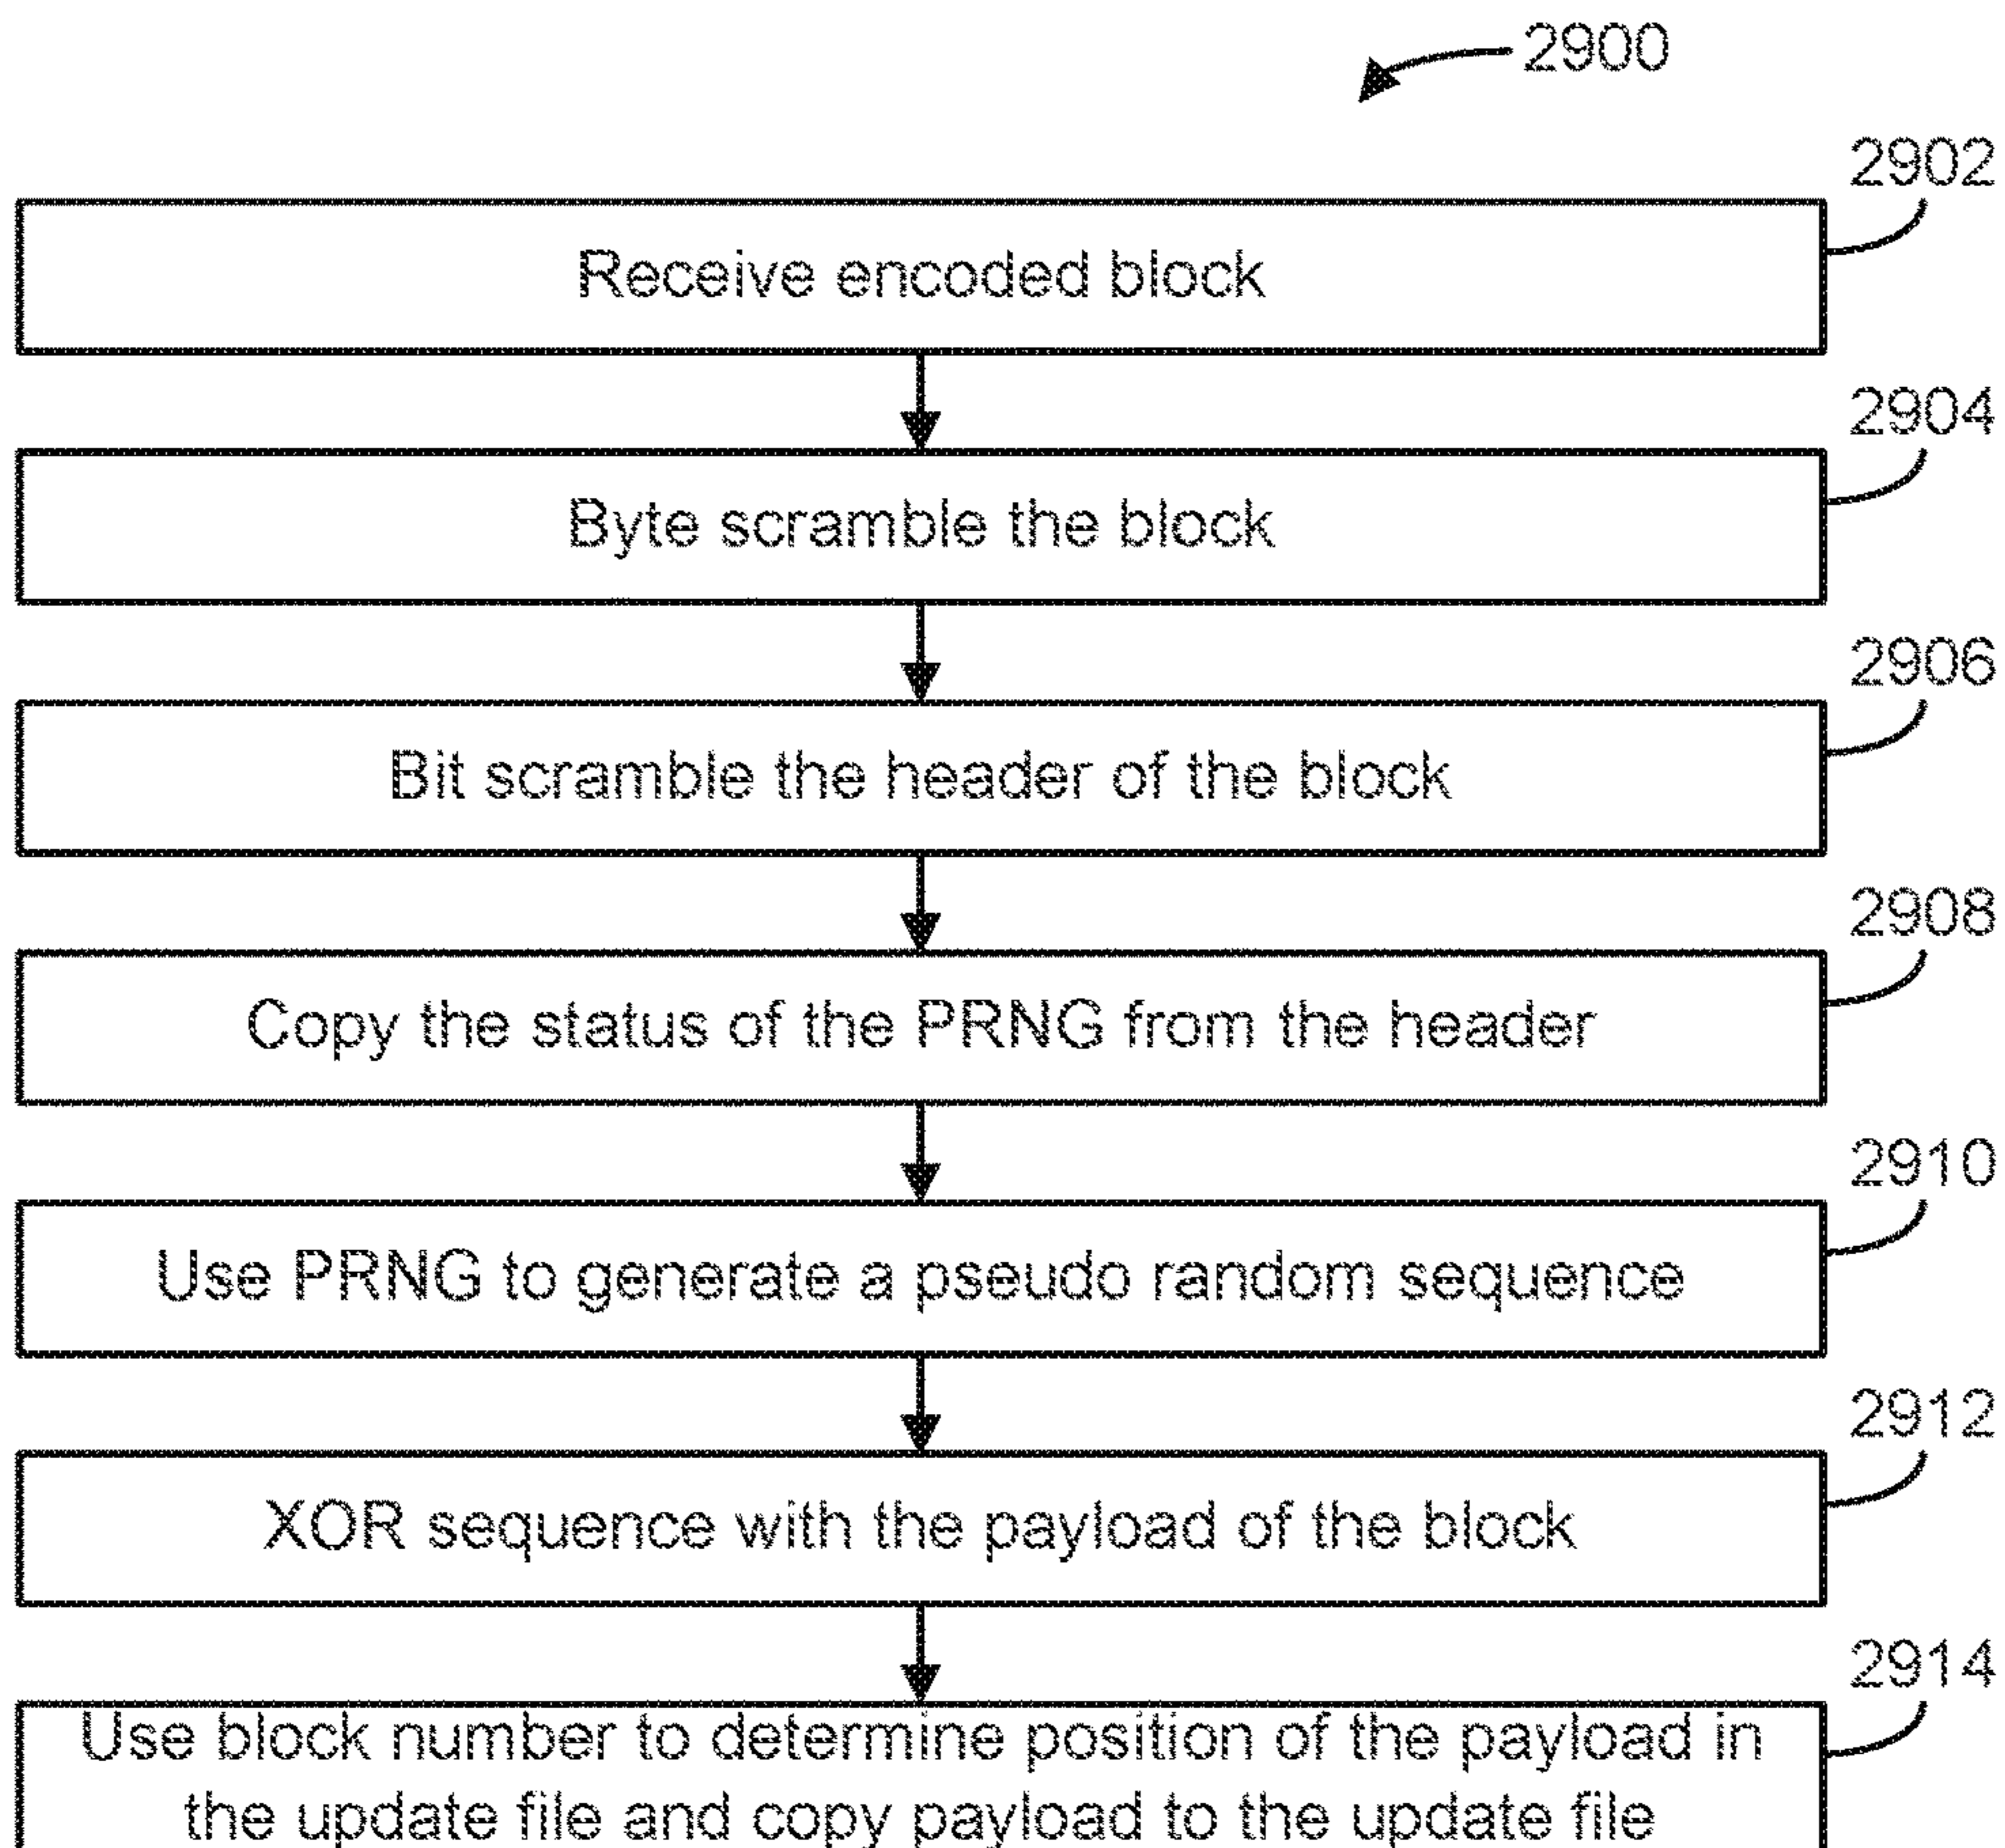 2900
2902
Receive encoded block
2904
Byte scramble the block
2906
Bit scramble the header of the block
2908
Copy the status of the PRNG from the header
2910
Use PRNG to generate a pseudo random sequence
2912
XOR sequence with the payload of the block
2914
Use block number to determine position of the payload in
the update file and copy payload to the update file